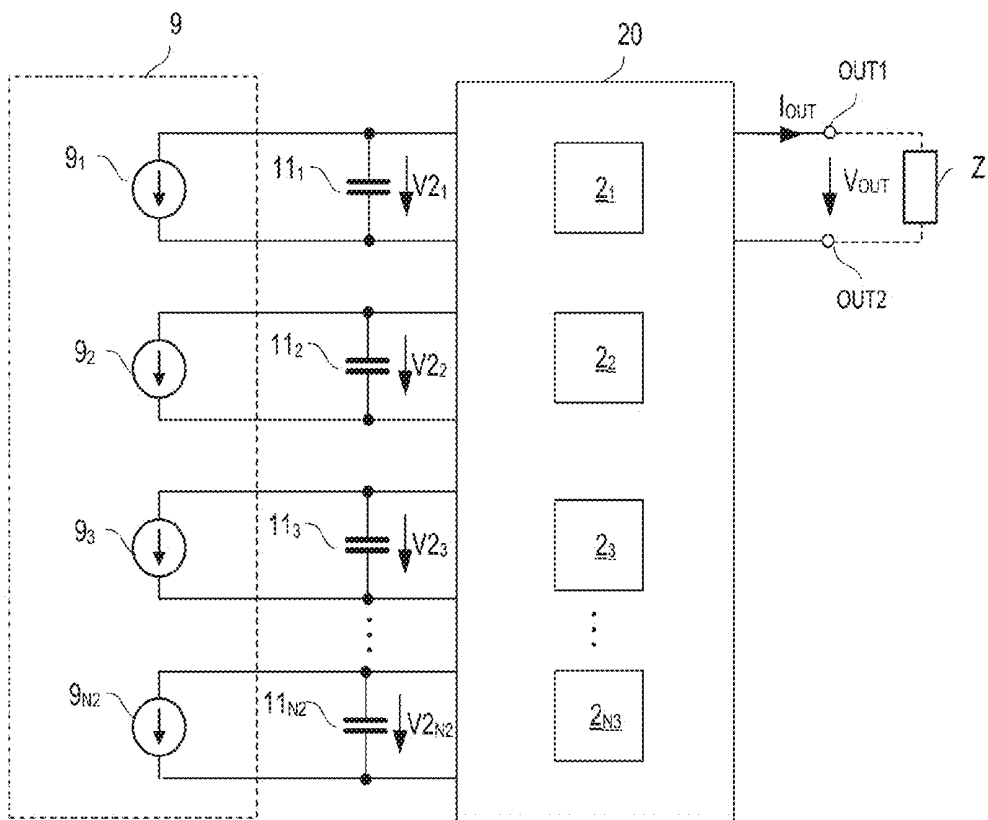 9
20
OUT1
I_OUT
9₁
11₁
V2₁
2₁
V_OUT
Z
OUT2
9₂
11₂
V2₂
2₂
9₃
11₃
V2₃
2₃
9_N2
11_N2
V2_N2
2_N3